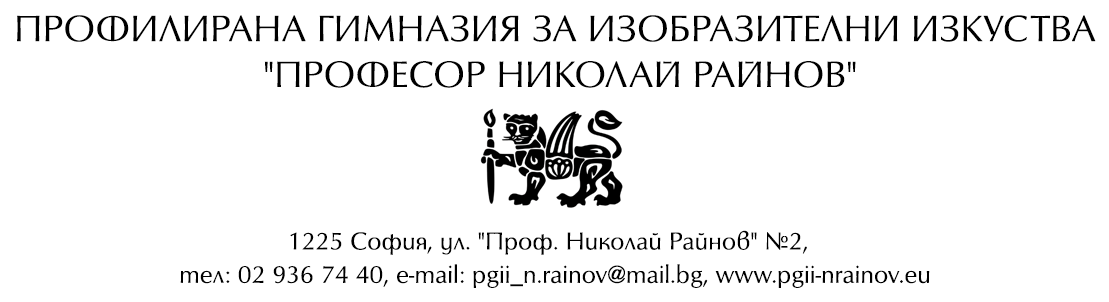 ПРОФИЛИРАНА ГИМНАЗИЯ ЗА ИЗОБРАЗИТЕЛНИ ИЗКУСТВА
"ПРОФЕСОР НИКОЛАЙ РАЙНОВ"
1225 София, ул. "Проф. Николай Райнов" №2,
тел: 02 936 74 40, e-mail: pgii_n.rainov@mail.bg, www.pgii-nrainov.eu